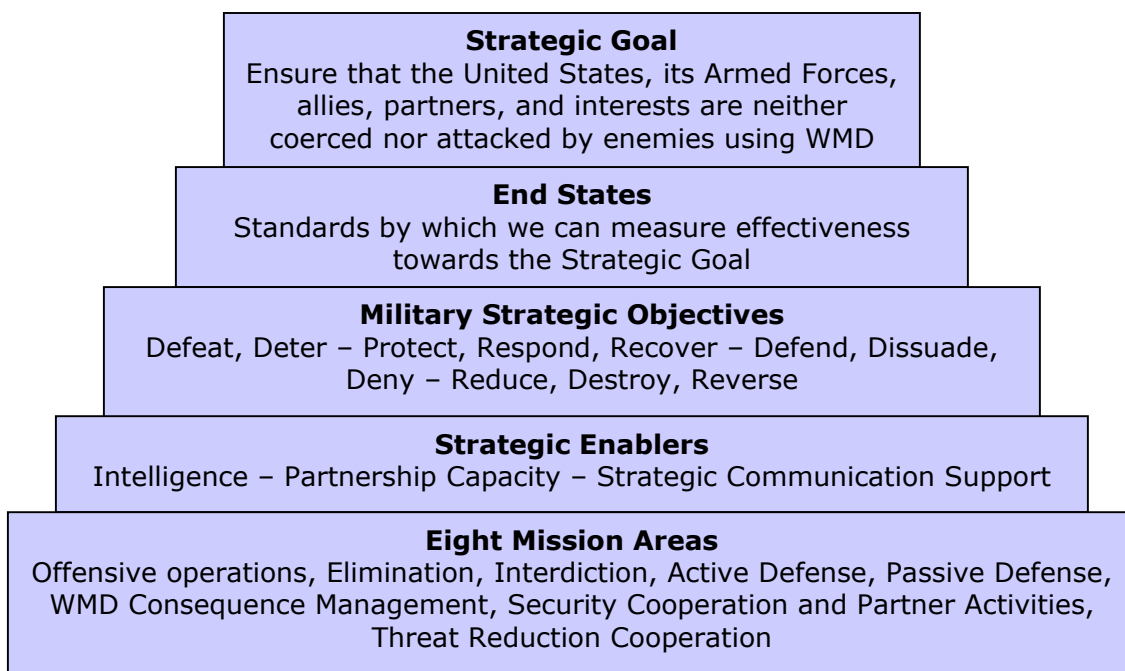 Strategic Goal
Ensure that the United States, its Armed Forces,
allies, partners, and interests are neither
coerced nor attacked by enemies using WMD
End States
Standards by which we can measure effectiveness
towards the Strategic Goal
Military Strategic Objectives
Defeat, Deter – Protect, Respond, Recover – Defend, Dissuade,
Deny – Reduce, Destroy, Reverse
Strategic Enablers
Intelligence – Partnership Capacity – Strategic Communication Support
Eight Mission Areas
Offensive operations, Elimination, Interdiction, Active Defense, Passive Defense,
WMD Consequence Management, Security Cooperation and Partner Activities,
Threat Reduction Cooperation